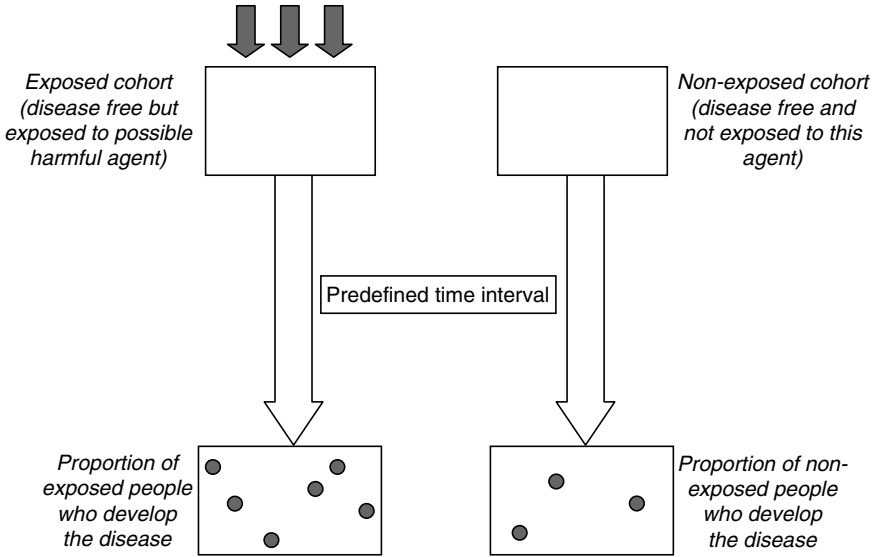 Exposed cohort
(disease free but
exposed to possible
harmful agent)
Non-exposed cohort
(disease free and
not exposed to this
agent)
Predefined time interval
Proportion of
exposed people
who develop
the disease
Proportion of non-
exposed people
who develop
the disease